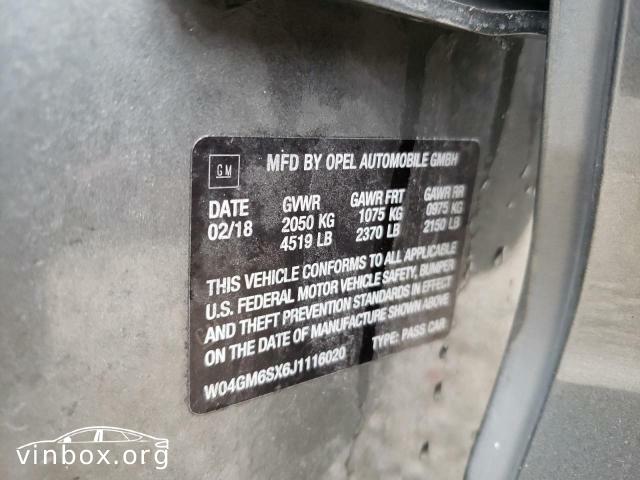 GM
MFD BY OPEL AUTOMOBILE GMBH
DATE GVWR GAWR FRT GAWR RR
02/18 2050 KG 1075 KG 0975 KG
4519 LB 2370 LB 2150 LB
THIS VEHICLE CONFORMS TO ALL APPLICABLE
U.S. FEDERAL MOTOR VEHICLE SAFETY, BUMPER
AND THEFT PREVENTION STANDARDS IN EFFECT
ON THE DATE OF MANUFACTURE SHOWN ABOVE
W04GM6SX6J1116020 TYPE: PASS CAR
vinbox.org